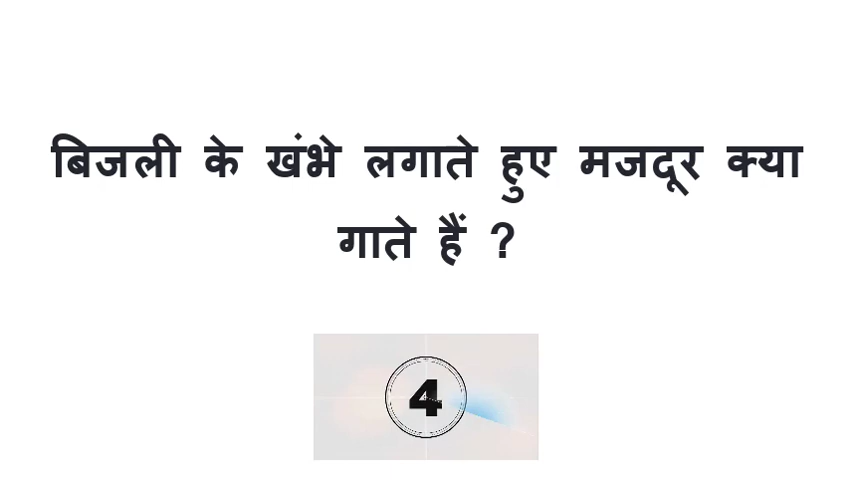 बिजली के खंभे लगाते हुए मजदूर क्या
गाते हैं ?
4